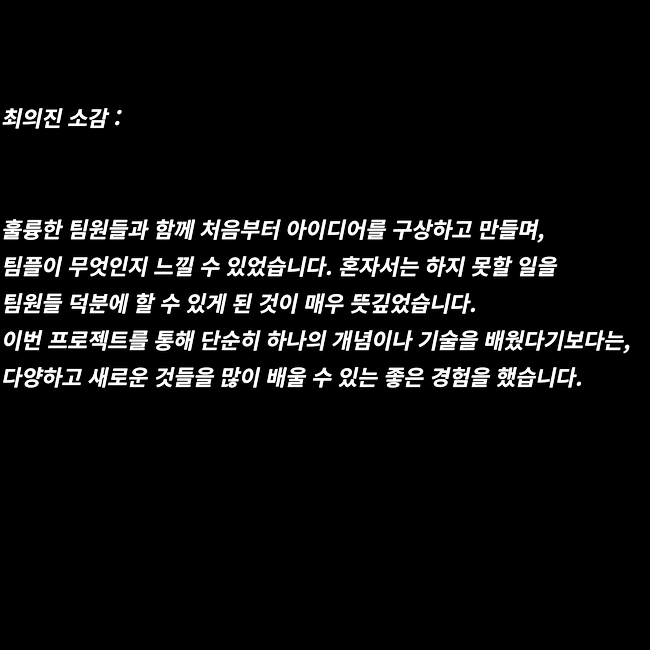 최의진 소감 :
훌륭한 팀원들과 함께 처음부터 아이디어를 구상하고 만들며,
팀플이 무엇인지 느낄 수 있었습니다. 혼자서는 하지 못할 일을
팀원들 덕분에 할 수 있게 된 것이 매우 뜻깊었습니다.
이번 프로젝트를 통해 단순히 하나의 개념이나 기술을 배웠다기보다는,
다양하고 새로운 것들을 많이 배울 수 있는 좋은 경험을 했습니다.